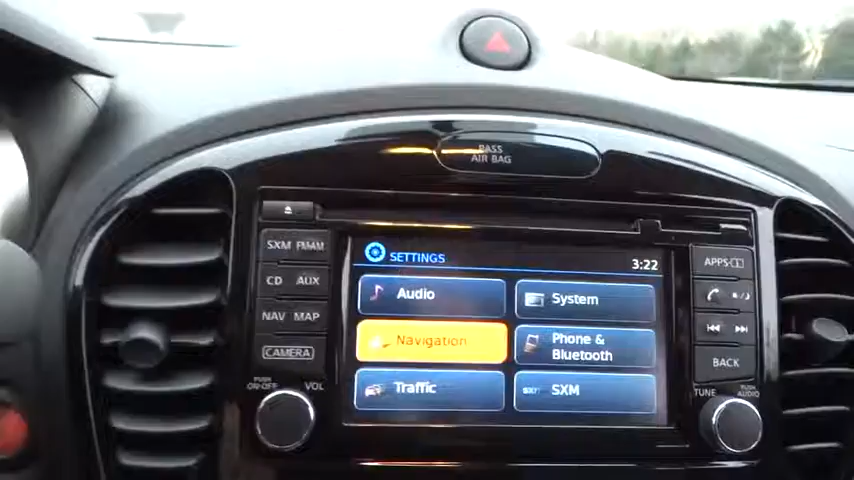 PASS
AIR BAG
SXM FM/AM
CD AUX
NAV MAP
CAMERA
PUSH
ON·OFF
VOL
SETTINGS
3:22
Audio
System
Navigation
Phone &
Bluetooth
Traffic
SXM
APPS
BACK
TUNE
PUSH
AUDIO